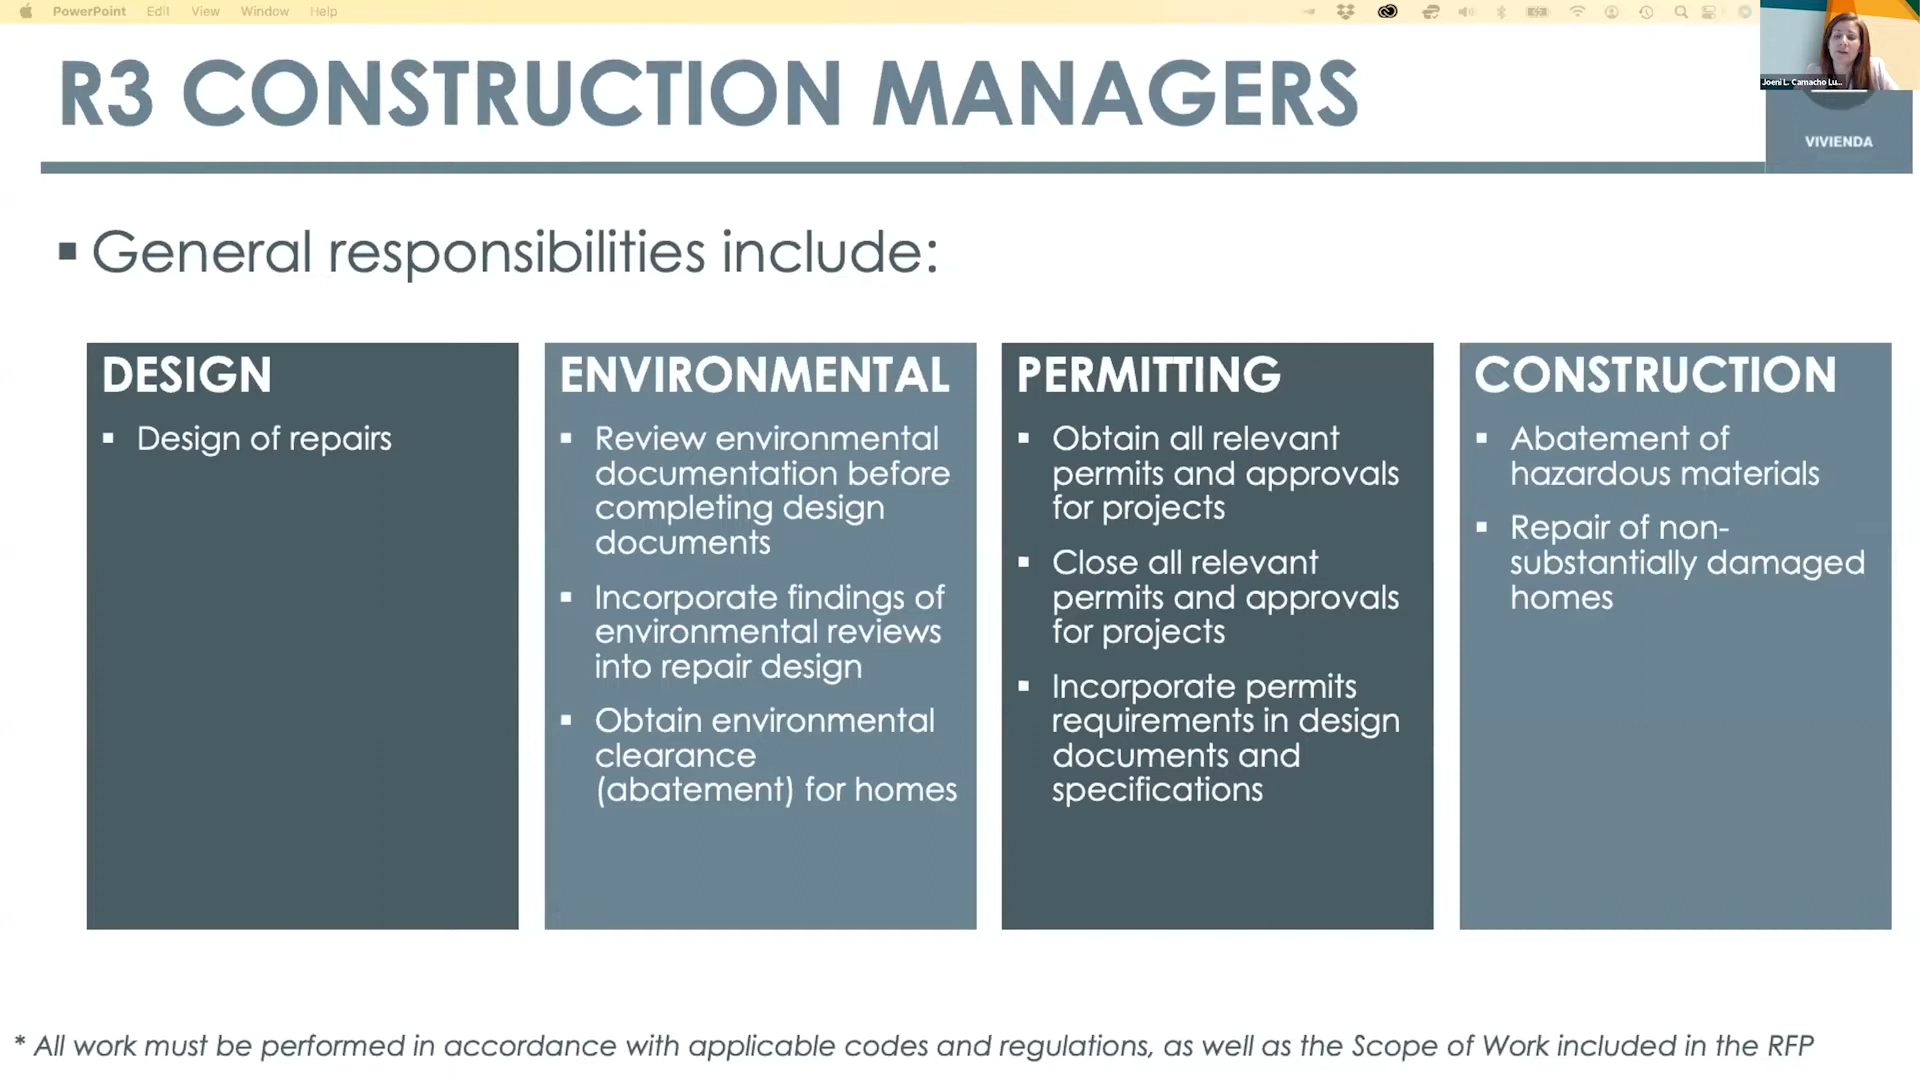 PowerPoint Edit View Window Help
Joeni L. Camacho Lu...
R3 CONSTRUCTION MANAGERS
VIVIENDA
▪ General responsibilities include:
DESIGN
▪ Design of repairs
ENVIRONMENTAL
▪ Review environmental
documentation before
completing design
documents
▪ Incorporate findings of
environmental reviews
into repair design
▪ Obtain environmental
clearance
(abatement) for homes
PERMITTING
▪ Obtain all relevant
permits and approvals
for projects
▪ Close all relevant
permits and approvals
for projects
▪ Incorporate permits
requirements in design
documents and
specifications
CONSTRUCTION
▪ Abatement of
hazardous materials
▪ Repair of non-
substantially damaged
homes
* All work must be performed in accordance with applicable codes and regulations, as well as the Scope of Work included in the RFP